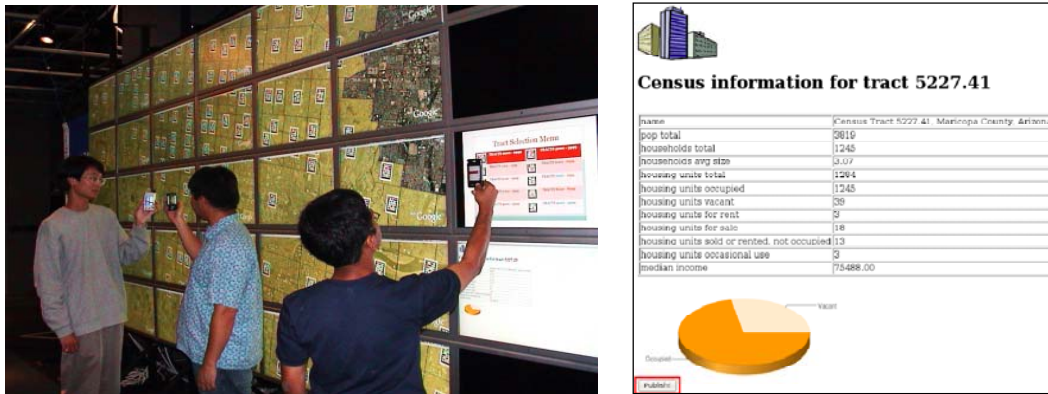 Google
Google
Google
Tract Selection Menu
Census information for tract 5227.41
name Census Tract 5227.41, Maricopa County, Arizona
pop total 3819
households total 1245
households avg size 3.07
housing units total 1284
housing units occupied 1245
housing units vacant 39
housing units for rent 3
housing units for sale 18
housing units sold or rented, not occupied 13
housing units occasional use 3
median income 75488.00
Vacant
Occupied
Publish!